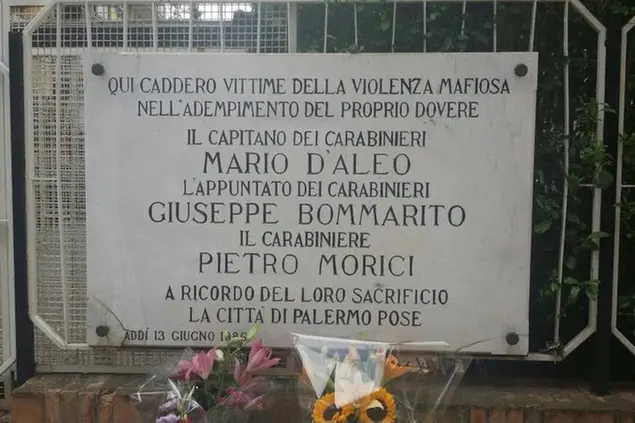 QUI CADDERO VITTIME DELLA VIOLENZA MAFIOSA
NELL'ADEMPIMENTO DEL PROPRIO DOVERE
IL CAPITANO DEI CARABINIERI
MARIO D'ALEO
L'APPUNTATO DEI CARABINIERI
GIUSEPPE BOMMARITO
IL CARABINIERE
PIETRO MORICI
A RICORDO DEL LORO SACRIFICIO
LA CITTÀ DI PALERMO POSE
ADDÌ 13 GIUGNO